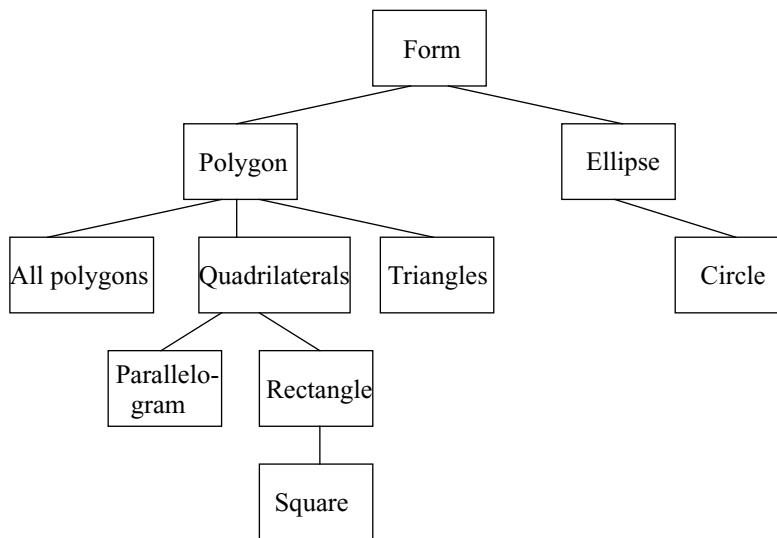 Form
Polygon
Ellipse
All polygons
Quadrilaterals
Triangles
Circle
Parallelo-
gram
Rectangle
Square